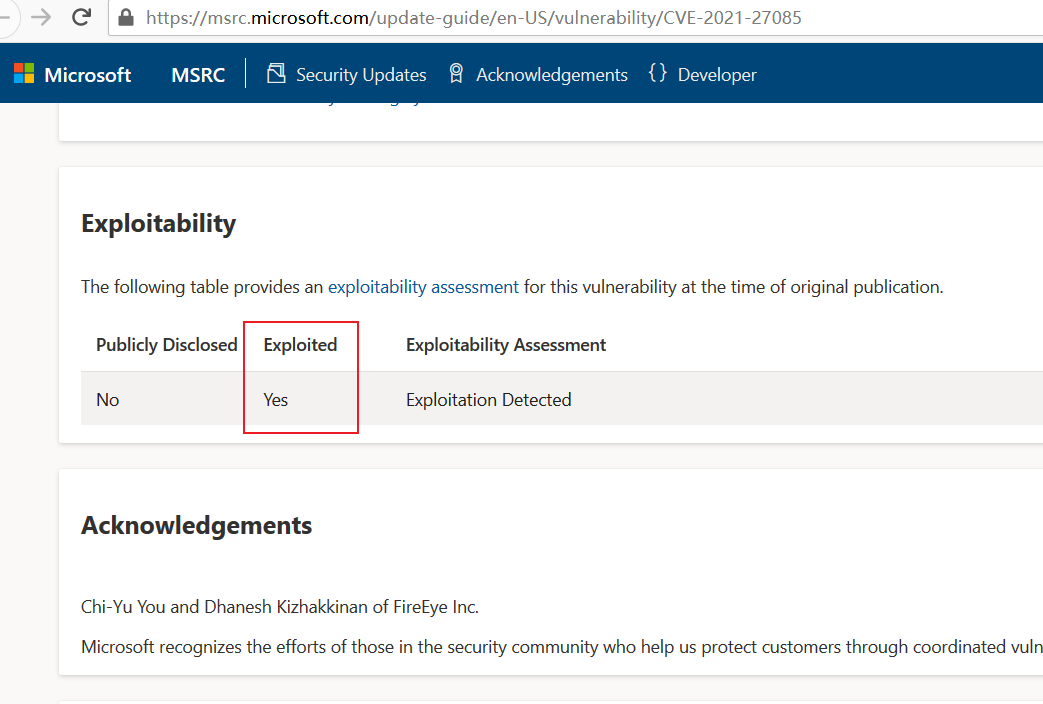 https://msrc.microsoft.com/update-guide/en-US/vulnerability/CVE-2021-27085
Microsoft MSRC Security Updates Acknowledgements Developer
Exploitability
The following table provides an exploitability assessment for this vulnerability at the time of original publication.
Publicly Disclosed Exploited Exploitability Assessment
No Yes Exploitation Detected
Acknowledgements
Chi-Yu You and Dhanesh Kizhakkinan of FireEye Inc.
Microsoft recognizes the efforts of those in the security community who help us protect customers through coordinated vuln